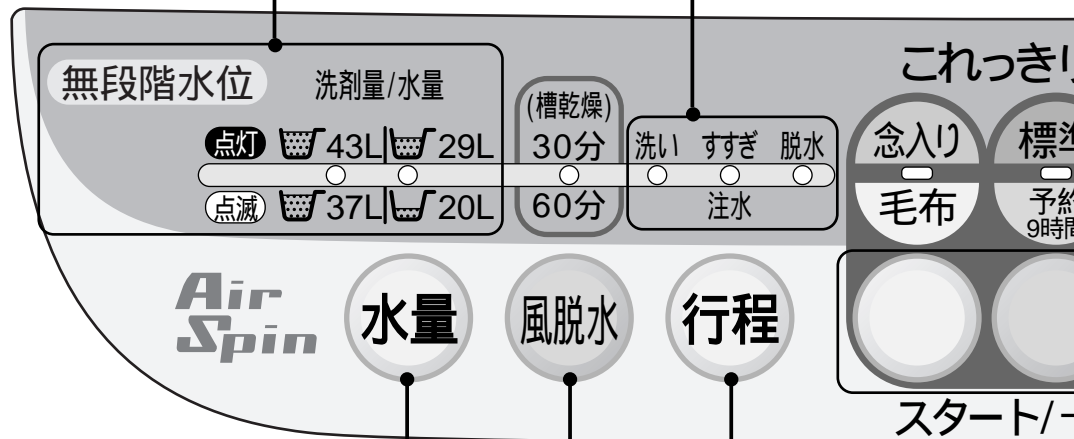 無段階水位 洗剤量/水量
点灯 43L 29L
点滅 37L 20L
(槽乾燥)
30分
60分
洗い すすぎ 脱水
注水
これっきり
念入り 標準
毛布 予約
9時間
Air
Spin
水量 風脱水 行程
スタート/